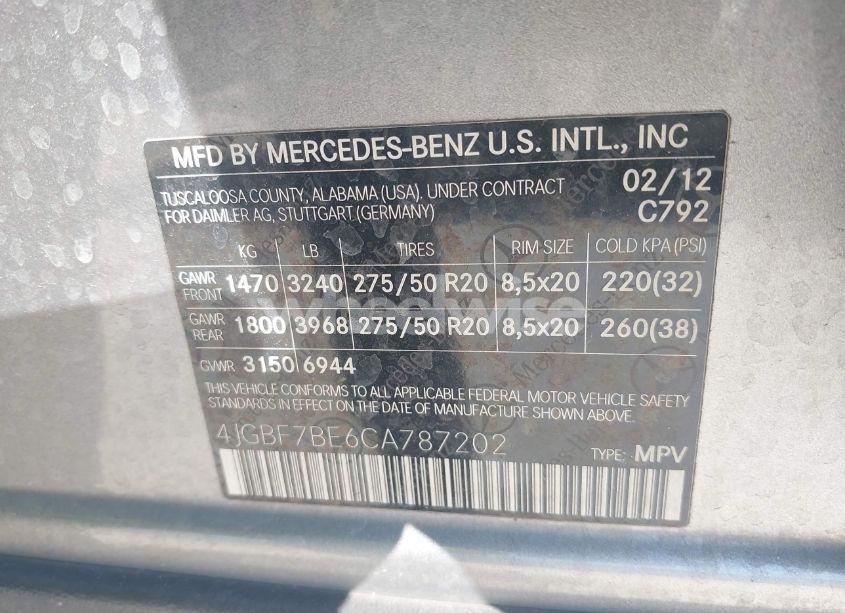 MFD BY MERCEDES-BENZ U.S. INTL., INC
TUSCALOOSA COUNTY, ALABAMA (USA). UNDER CONTRACT 02/12
FOR DAIMLER AG, STUTTGART (GERMANY) C792
KG LB TIRES RIM SIZE COLD KPA (PSI)
GAWR FRONT 1470 3240 275/50 R20 8,5x20 220(32)
GAWR REAR 1800 3968 275/50 R20 8,5x20 260(38)
GVWR 3150 6944
THIS VEHICLE CONFORMS TO ALL APPLICABLE FEDERAL MOTOR VEHICLE SAFETY
STANDARDS IN EFFECT ON THE DATE OF MANUFACTURE SHOWN ABOVE.
4JGBF7BE6CA787202
TYPE: MPV